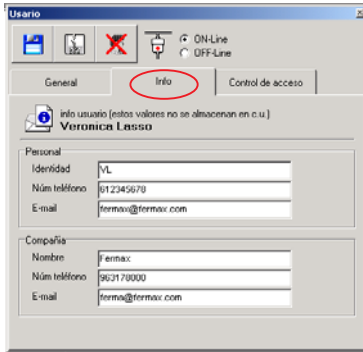 Usario
ON-Line
OFF-Line
General
Info
Control de acceso
info usuario (estos valores no se almacenan en c.u.)
Veronica Lasso
Personal
Identidad
VL
Núm teléfono
612345678
E-mail
fermax@fermax.com
Compañia
Nombre
Fermax
Núm teléfono
963178000
E-mail
ferma@fermax.com